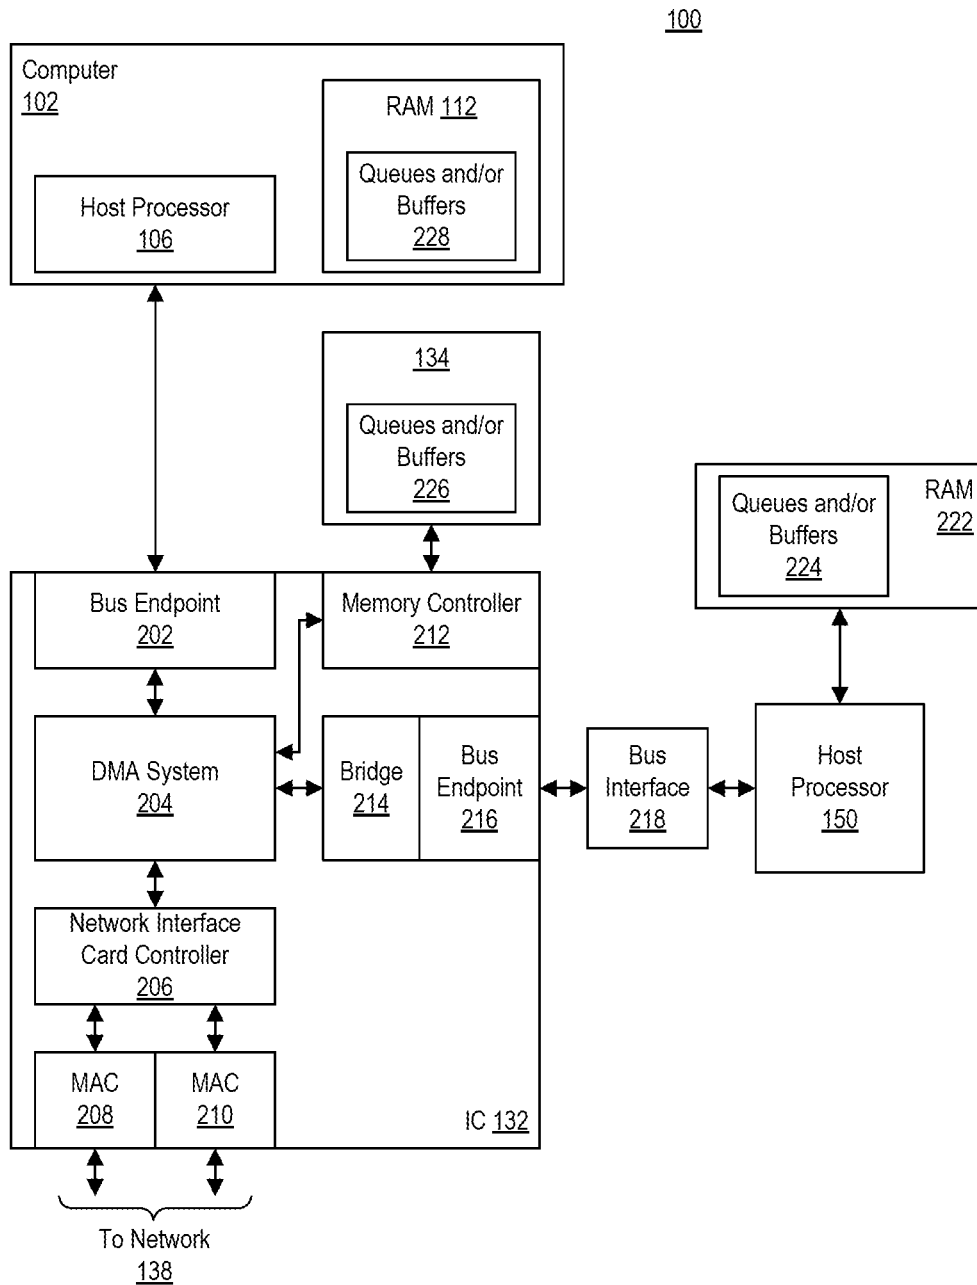 100
Computer
102
RAM 112
Queues and/or
Buffers
228
Host Processor
106
134
Queues and/or
Buffers
226
Queues and/or
Buffers
224
RAM
222
Bus Endpoint
202
Memory Controller
212
DMA System
204
Bridge
214
Bus
Endpoint
216
Bus
Interface
218
Host
Processor
150
Network Interface
Card Controller
206
MAC
208
MAC
210
IC 132
To Network
138